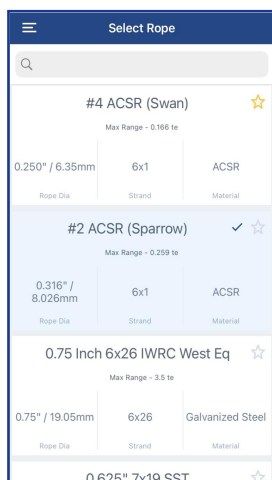 Select Rope
#4 ACSR (Swan)
Max Range - 0.166 te
0.250" / 6.35mm
6x1
ACSR
Rope Dia
Strand
Material
#2 ACSR (Sparrow)
Max Range - 0.259 te
0.316" /
8.026mm
6x1
ACSR
Rope Dia
Strand
Material
0.75 Inch 6x26 IWRC West Eq
Max Range - 3.5 te
0.75" / 19.05mm
6x26
Galvanized Steel
Rope Dia
Strand
Material
0.625" 7x19 SST